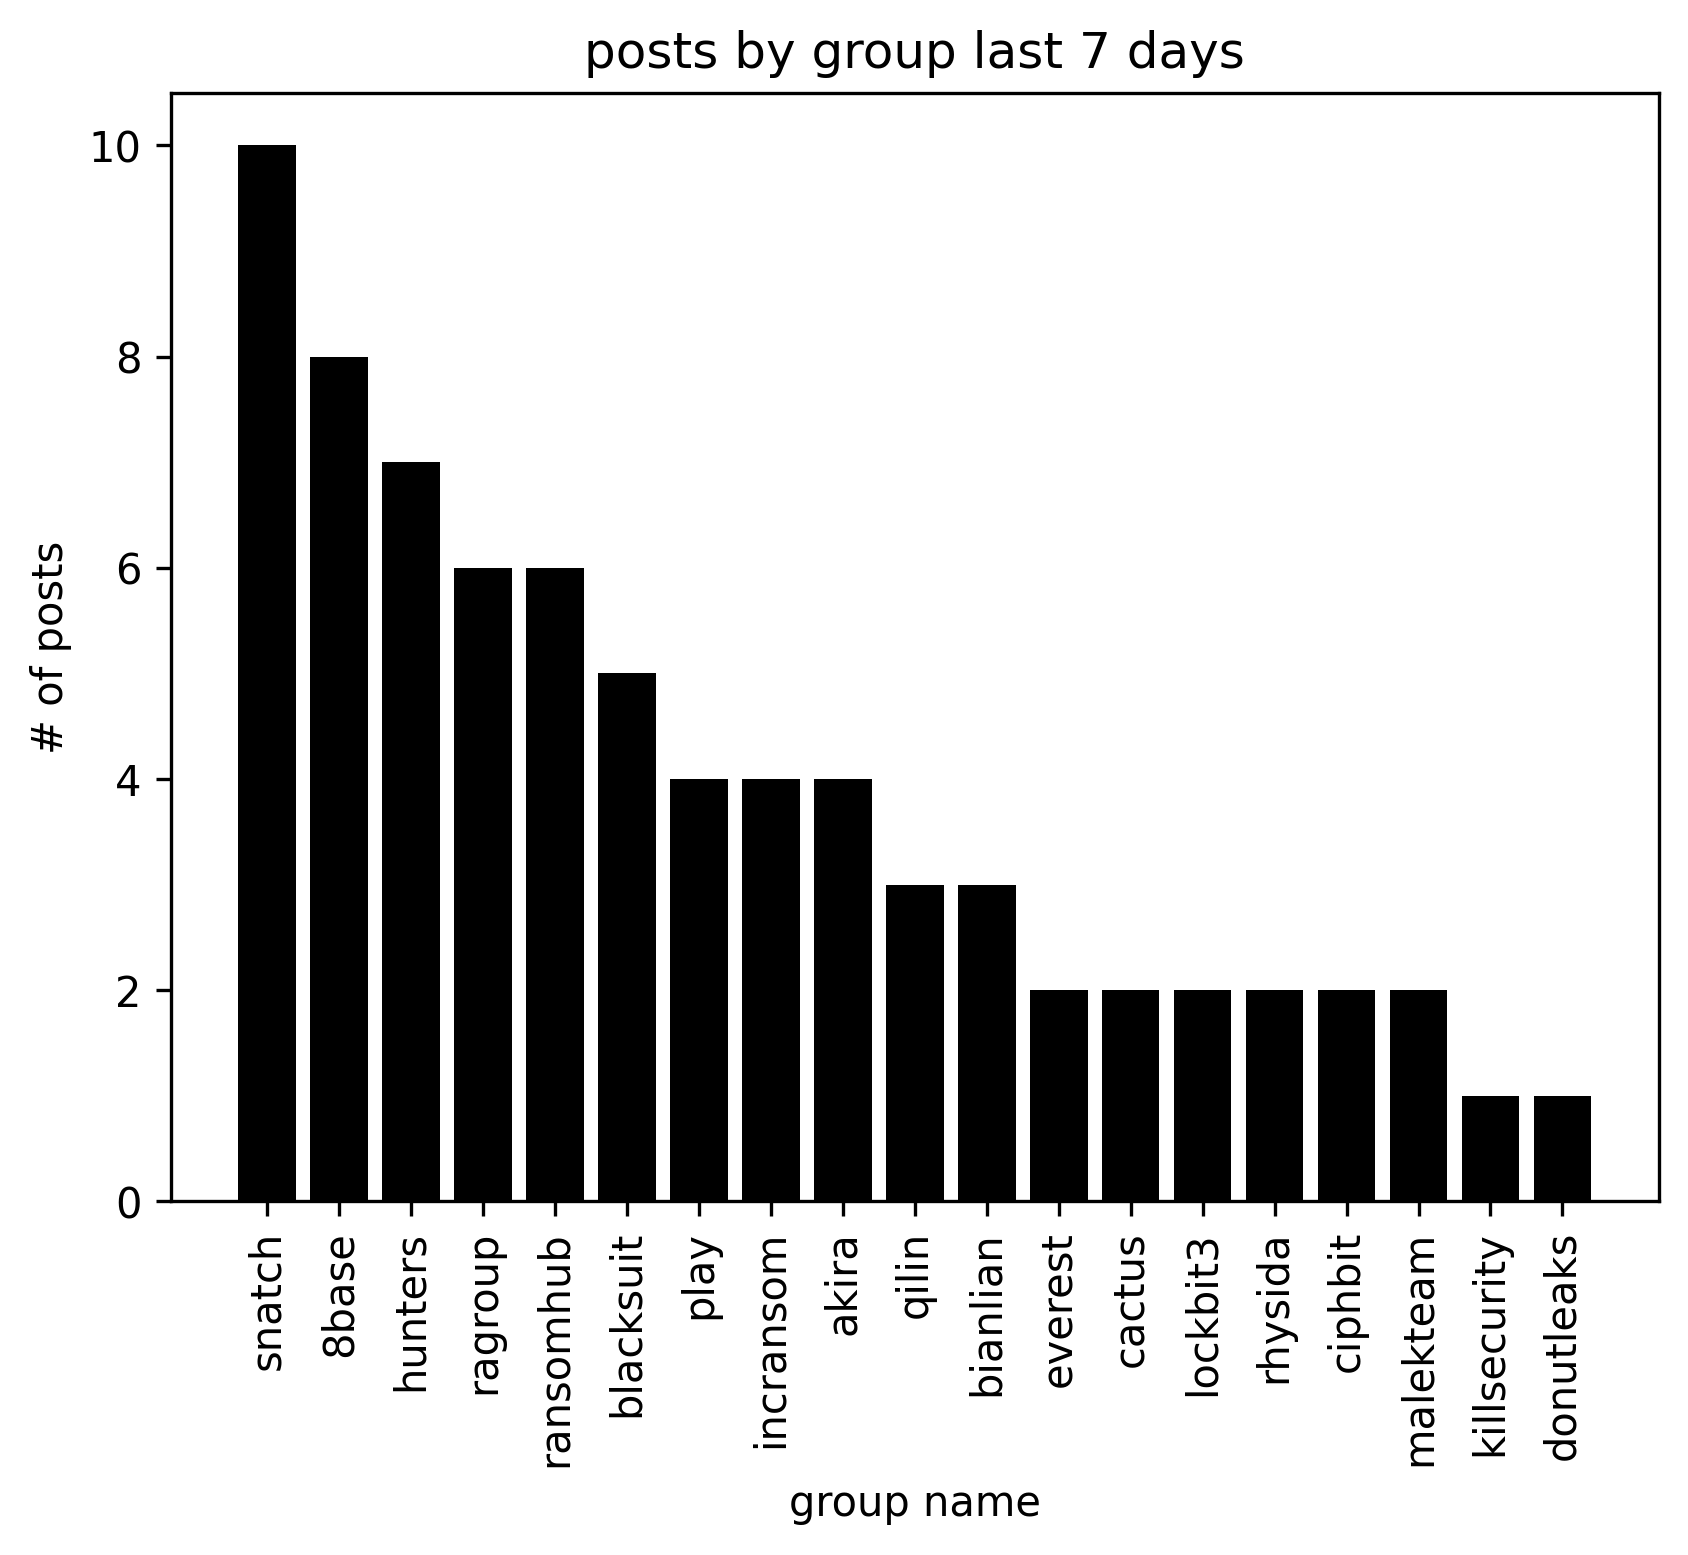 posts by group last 7 days
# of posts
10
8
6
4
2
0
snatch
8base
hunters
ragroup
ransomhub
blacksuit
play
incransom
akira
qilin
bianlian
everest
cactus
lockbit3
rhysida
ciphbit
malekteam
killsecurity
donutleaks
group name